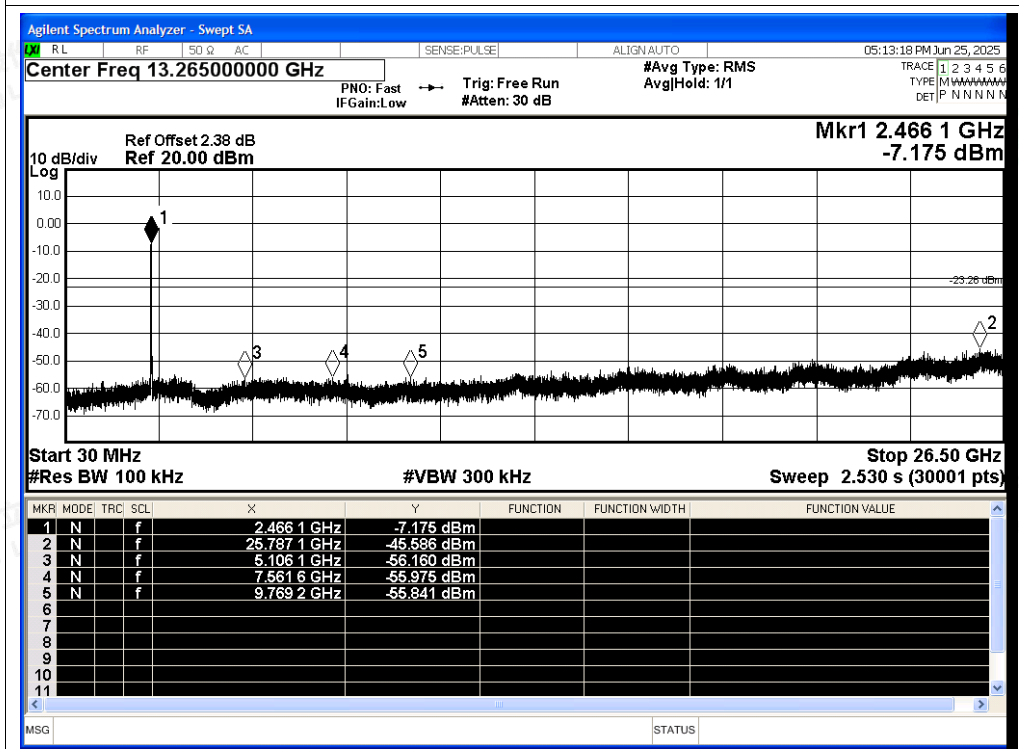 Agilent Spectrum Analyzer - Swept SA
LXI RL RF 50 Ω AC SENSE:PULSE ALIGNAUTO 05:13:18 PM Jun 25, 2025
Center Freq 13.265000000 GHz #Avg Type: RMS TRACE 1 2 3 4 5 6
PNO: Fast Trig: Free Run Avg|Hold: 1/1 TYPE MWWWWW
IFGain:Low #Atten: 30 dB DET P N N N N N
Mkr1 2.466 1 GHz
-7.175 dBm
Ref Offset 2.38 dB
10 dB/div Ref 20.00 dBm
Log
10.0
0.00
-10.0
-20.0
-30.0
-40.0
-50.0
-60.0
-70.0
1
-23.26 dBm
2
3
4
5
Start 30 MHz Stop 26.50 GHz
#Res BW 100 kHz #VBW 300 kHz Sweep 2.530 s (30001 pts)
MKR MODE TRC SCL X Y FUNCTION FUNCTION WIDTH FUNCTION VALUE
1 N f 2.466 1 GHz -7.175 dBm
2 N f 25.787 1 GHz -45.586 dBm
3 N f 5.106 1 GHz -56.160 dBm
4 N f 7.561 6 GHz -55.975 dBm
5 N f 9.769 2 GHz -55.841 dBm
6
7
8
9
10
11
MSG STATUS